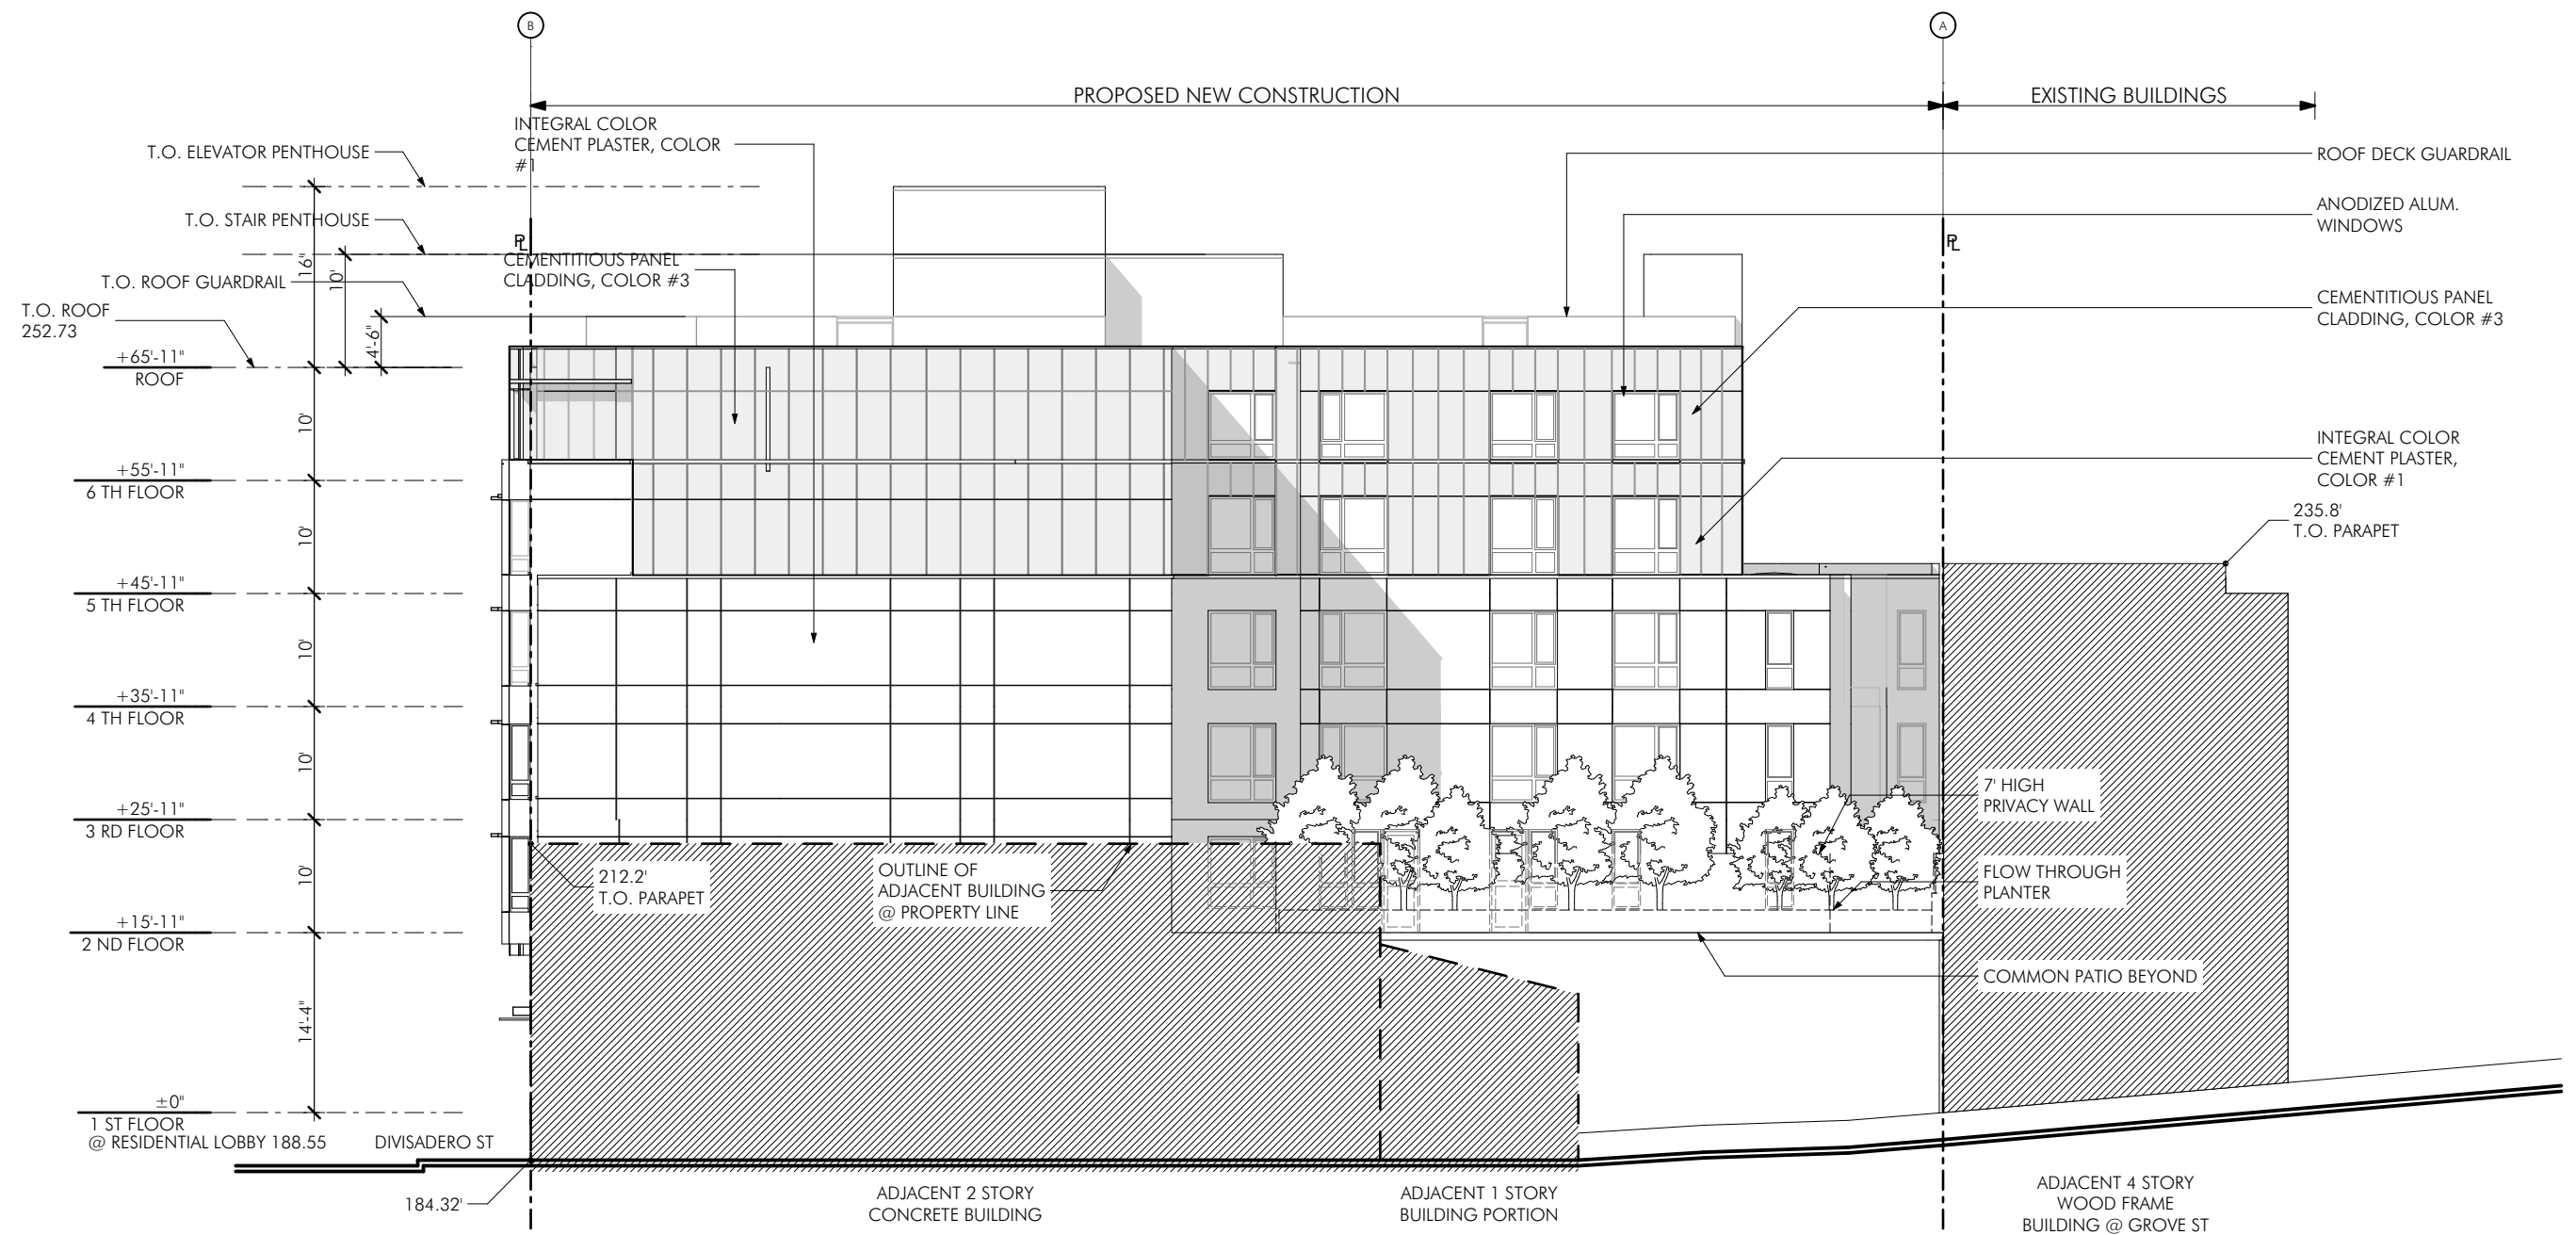 B
A
PROPOSED NEW CONSTRUCTION
EXISTING BUILDINGS
INTEGRAL COLOR
CEMENT PLASTER, COLOR
#1
T.O. ELEVATOR PENTHOUSE
ROOF DECK GUARDRAIL
T.O. STAIR PENTHOUSE
ANODIZED ALUM.
WINDOWS
PL
PL
CEMENTITIOUS PANEL
CLADDING, COLOR #3
16"
10'
T.O. ROOF GUARDRAIL
T.O. ROOF
252.73
4'-6"
CEMENTITIOUS PANEL
CLADDING, COLOR #3
+65'-11"
ROOF
10'
INTEGRAL COLOR
CEMENT PLASTER,
COLOR #1
+55'-11"
6 TH FLOOR
235.8'
T.O. PARAPET
10'
+45'-11"
5 TH FLOOR
10'
+35'-11"
4 TH FLOOR
10'
7' HIGH
PRIVACY WALL
+25'-11"
3 RD FLOOR
10'
212.2'
T.O. PARAPET
OUTLINE OF
ADJACENT BUILDING
@ PROPERTY LINE
FLOW THROUGH
PLANTER
+15'-11"
2 ND FLOOR
COMMON PATIO BEYOND
14'-4"
±0"
1 ST FLOOR
@ RESIDENTIAL LOBBY 188.55
DIVISADERO ST
184.32'
ADJACENT 2 STORY
CONCRETE BUILDING
ADJACENT 1 STORY
BUILDING PORTION
ADJACENT 4 STORY
WOOD FRAME
BUILDING @ GROVE ST